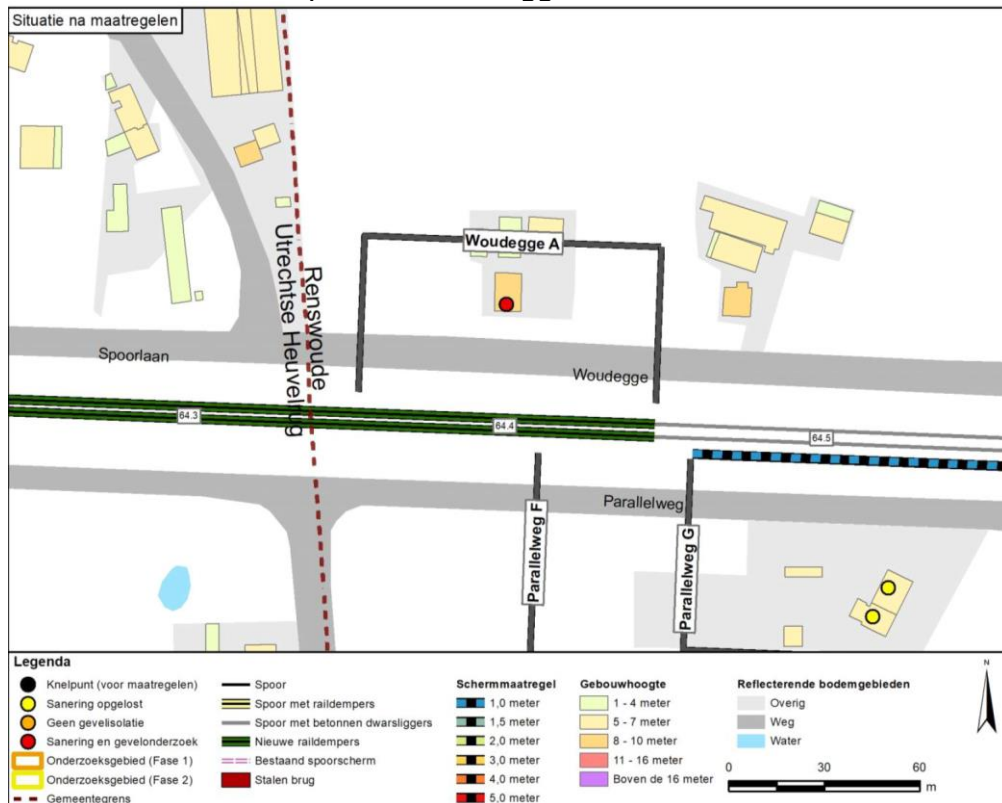 Situatie na maatregelen
Woudegge A
Utrechtse Heuvelrug
Renswoude
Spoorlaan
Woudegge
64.3
64.4
64.5
Parallelweg
Parallelweg F
Parallelweg G
Legenda
Knelpunt (voor maatregelen)
Sanering opgelost
Geen gevelisolatie
Sanering en gevelonderzoek
Onderzoeksgebied (Fase 1)
Onderzoeksgebied (Fase 2)
Gemeentegrens
Spoor
Spoor met raildempers
Spoor met betonnen dwarsliggers
Nieuwe raildempers
Bestaand spoorscherm
Stalen brug
Schermmaatregel
1,0 meter
1,5 meter
2,0 meter
3,0 meter
4,0 meter
5,0 meter
Gebouwhoogte
1 - 4 meter
5 - 7 meter
8 - 10 meter
11 - 16 meter
Boven de 16 meter
Reflecterende bodemgebieden
Overig
Weg
Water
N
0 30 60
m